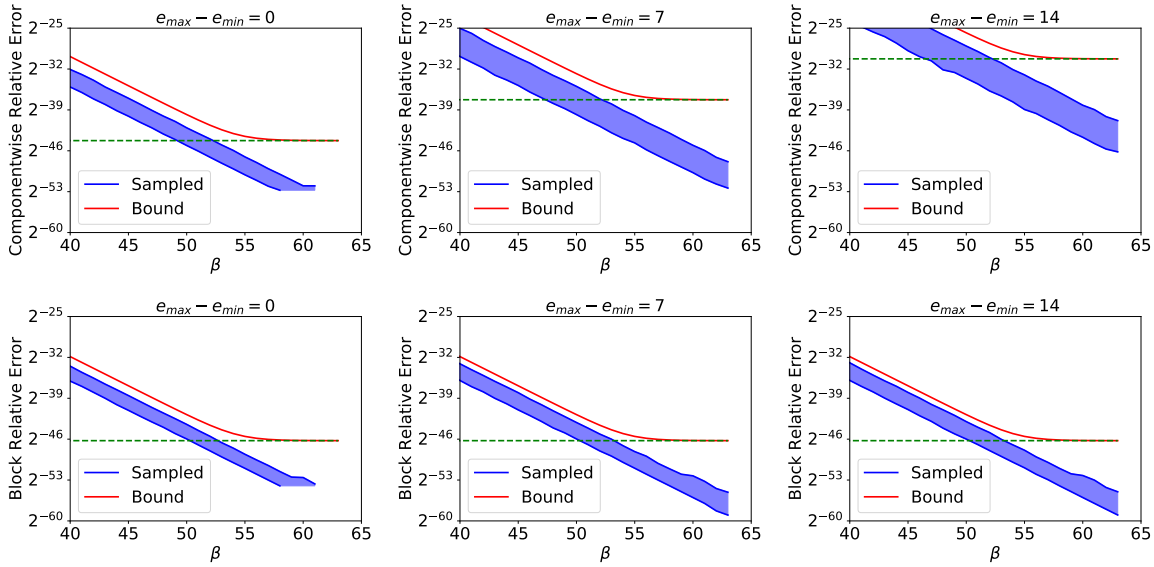 e_max − e_min = 0
Componentwise Relative Error
2^−25
2^−32
2^−39
2^−46
2^−53
2^−60
Sampled
Bound
40 45 50 55 60 65
β
e_max − e_min = 7
Componentwise Relative Error
2^−25
2^−32
2^−39
2^−46
2^−53
2^−60
Sampled
Bound
40 45 50 55 60 65
β
e_max − e_min = 14
Componentwise Relative Error
2^−25
2^−32
2^−39
2^−46
2^−53
2^−60
Sampled
Bound
40 45 50 55 60 65
β
e_max − e_min = 0
Block Relative Error
2^−25
2^−32
2^−39
2^−46
2^−53
2^−60
Sampled
Bound
40 45 50 55 60 65
β
e_max − e_min = 7
Block Relative Error
2^−25
2^−32
2^−39
2^−46
2^−53
2^−60
Sampled
Bound
40 45 50 55 60 65
β
e_max − e_min = 14
Block Relative Error
2^−25
2^−32
2^−39
2^−46
2^−53
2^−60
Sampled
Bound
40 45 50 55 60 65
β